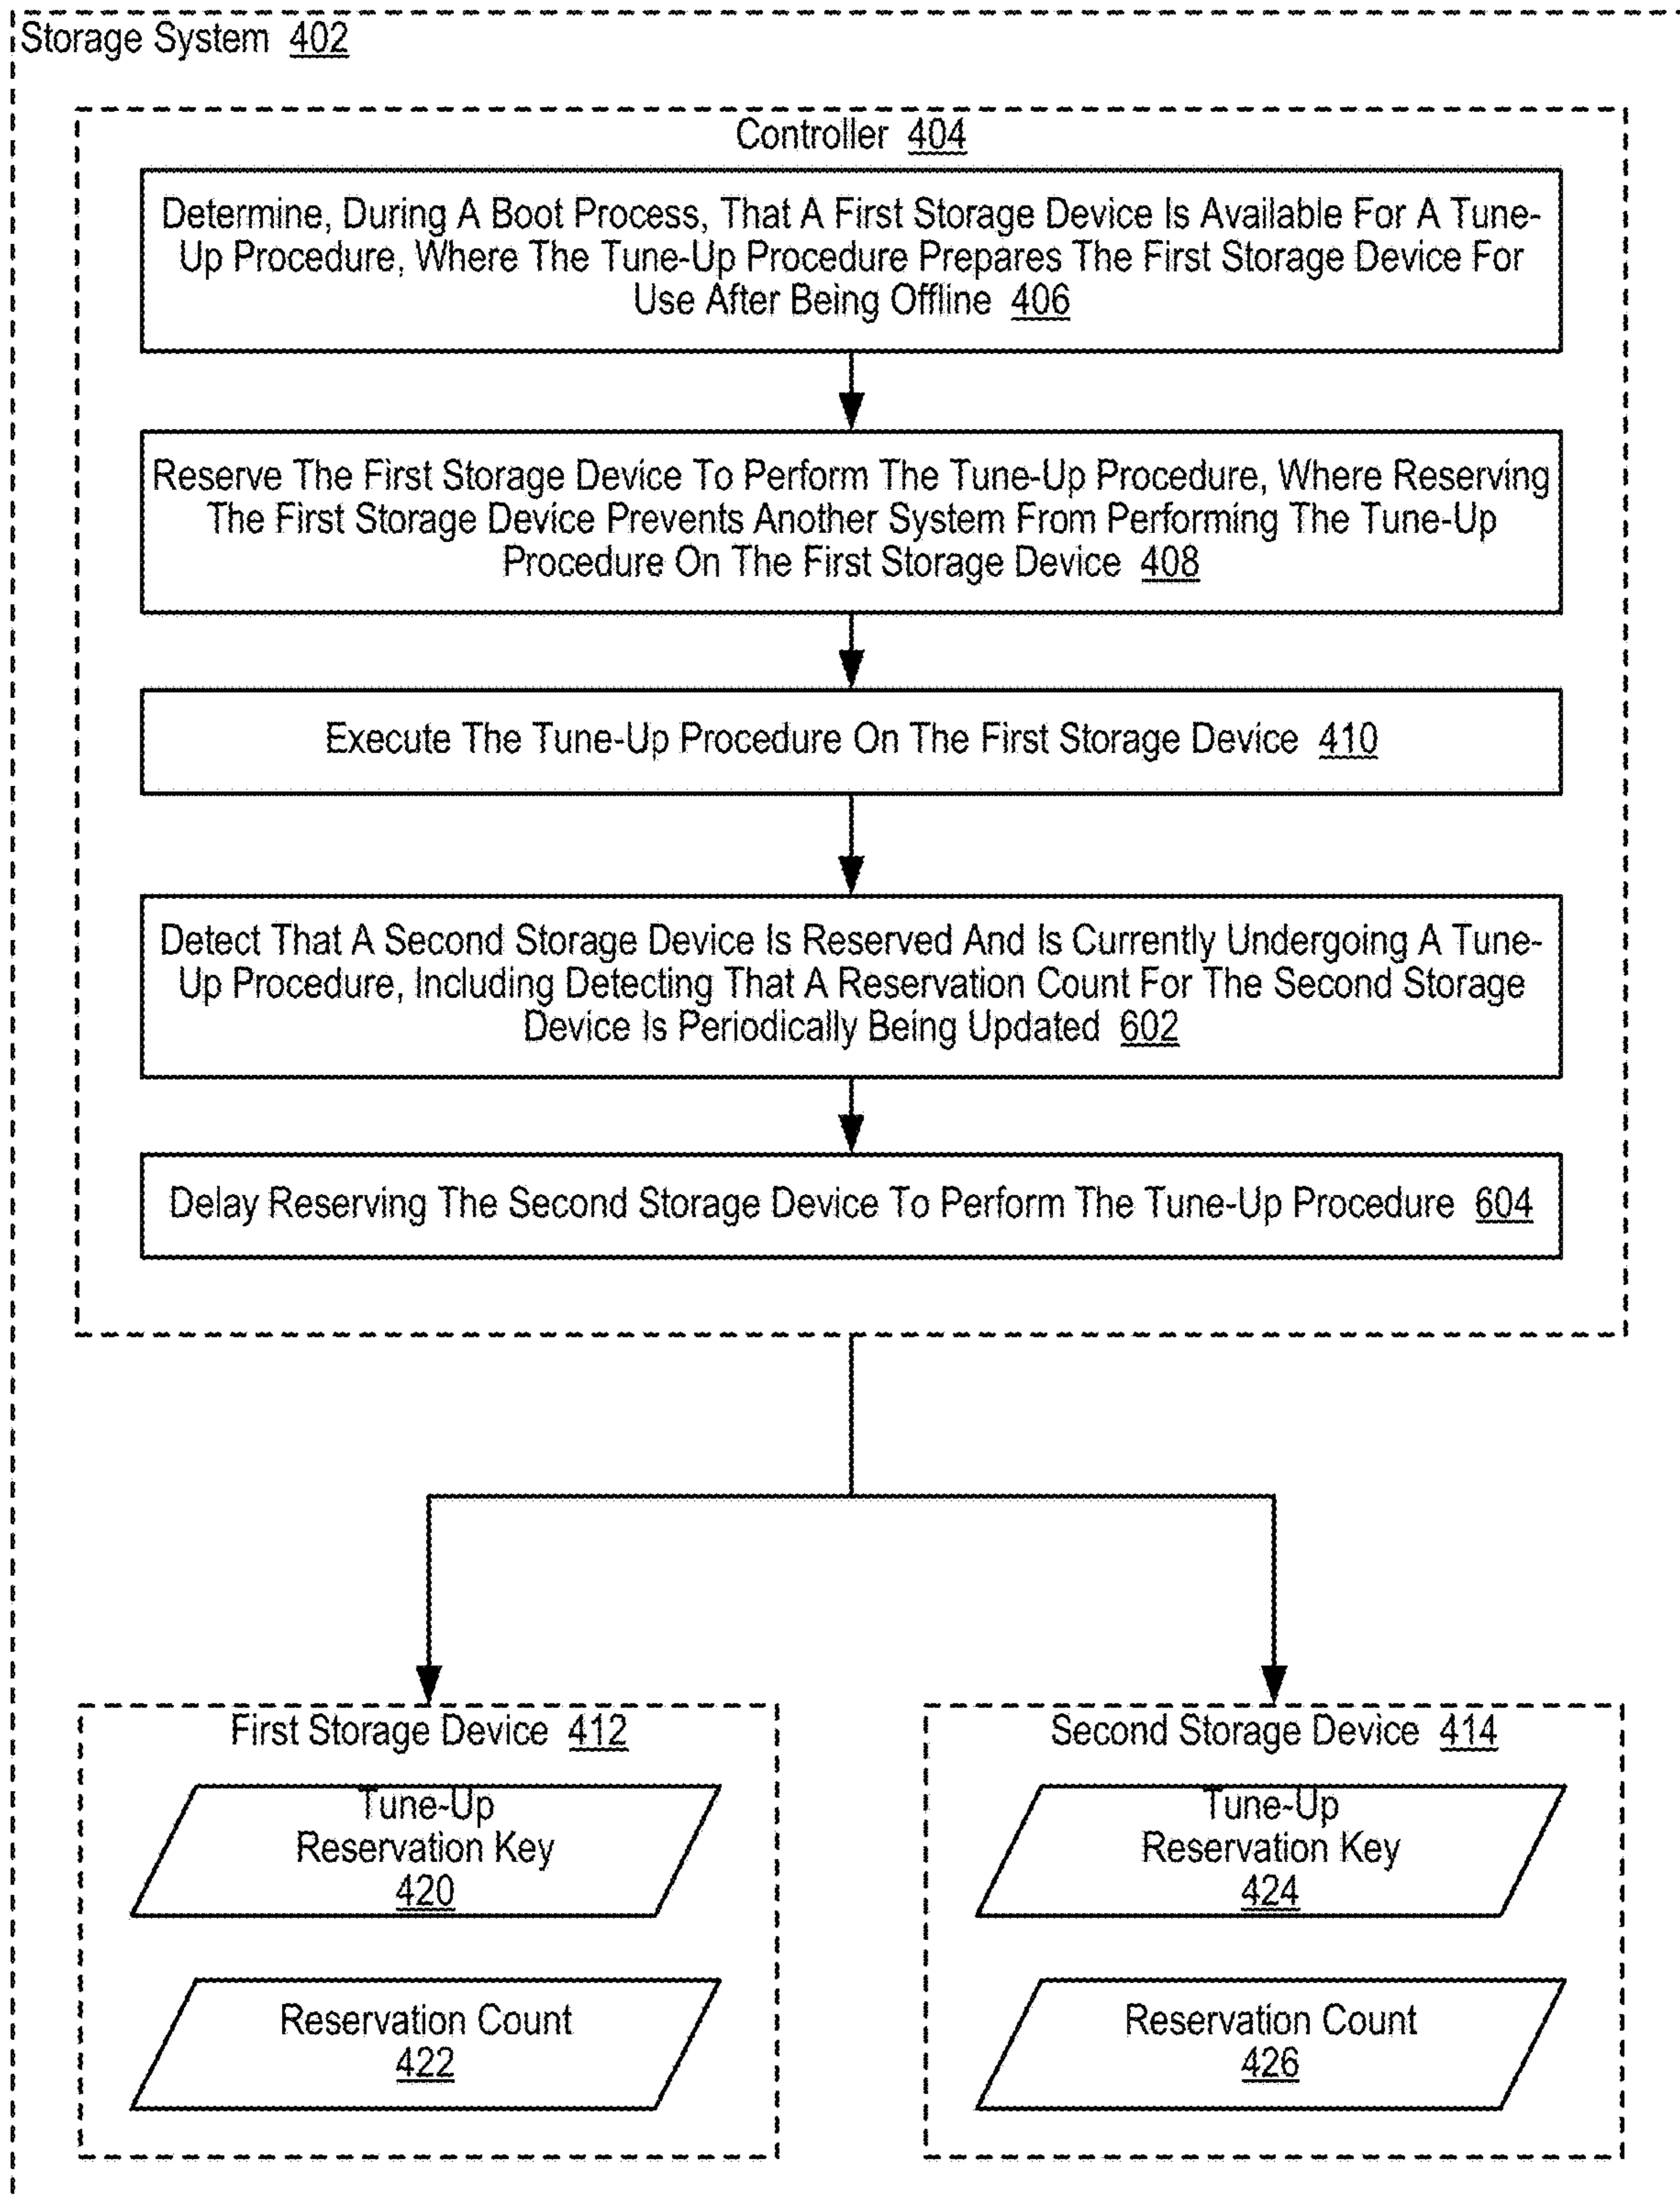 Storage System 402
Controller 404
Determine, During A Boot Process, That A First Storage Device Is Available For A Tune-
Up Procedure, Where The Tune-Up Procedure Prepares The First Storage Device For
Use After Being Offline 406
Reserve The First Storage Device To Perform The Tune-Up Procedure, Where Reserving
The First Storage Device Prevents Another System From Performing The Tune-Up
Procedure On The First Storage Device 408
Execute The Tune-Up Procedure On The First Storage Device 410
Detect That A Second Storage Device Is Reserved And Is Currently Undergoing A Tune-
Up Procedure, Including Detecting That A Reservation Count For The Second Storage
Device Is Periodically Being Updated 602
Delay Reserving The Second Storage Device To Perform The Tune-Up Procedure 604
First Storage Device 412
Tune-Up
Reservation Key
420
Reservation Count
422
Second Storage Device 414
Tune-Up
Reservation Key
424
Reservation Count
426